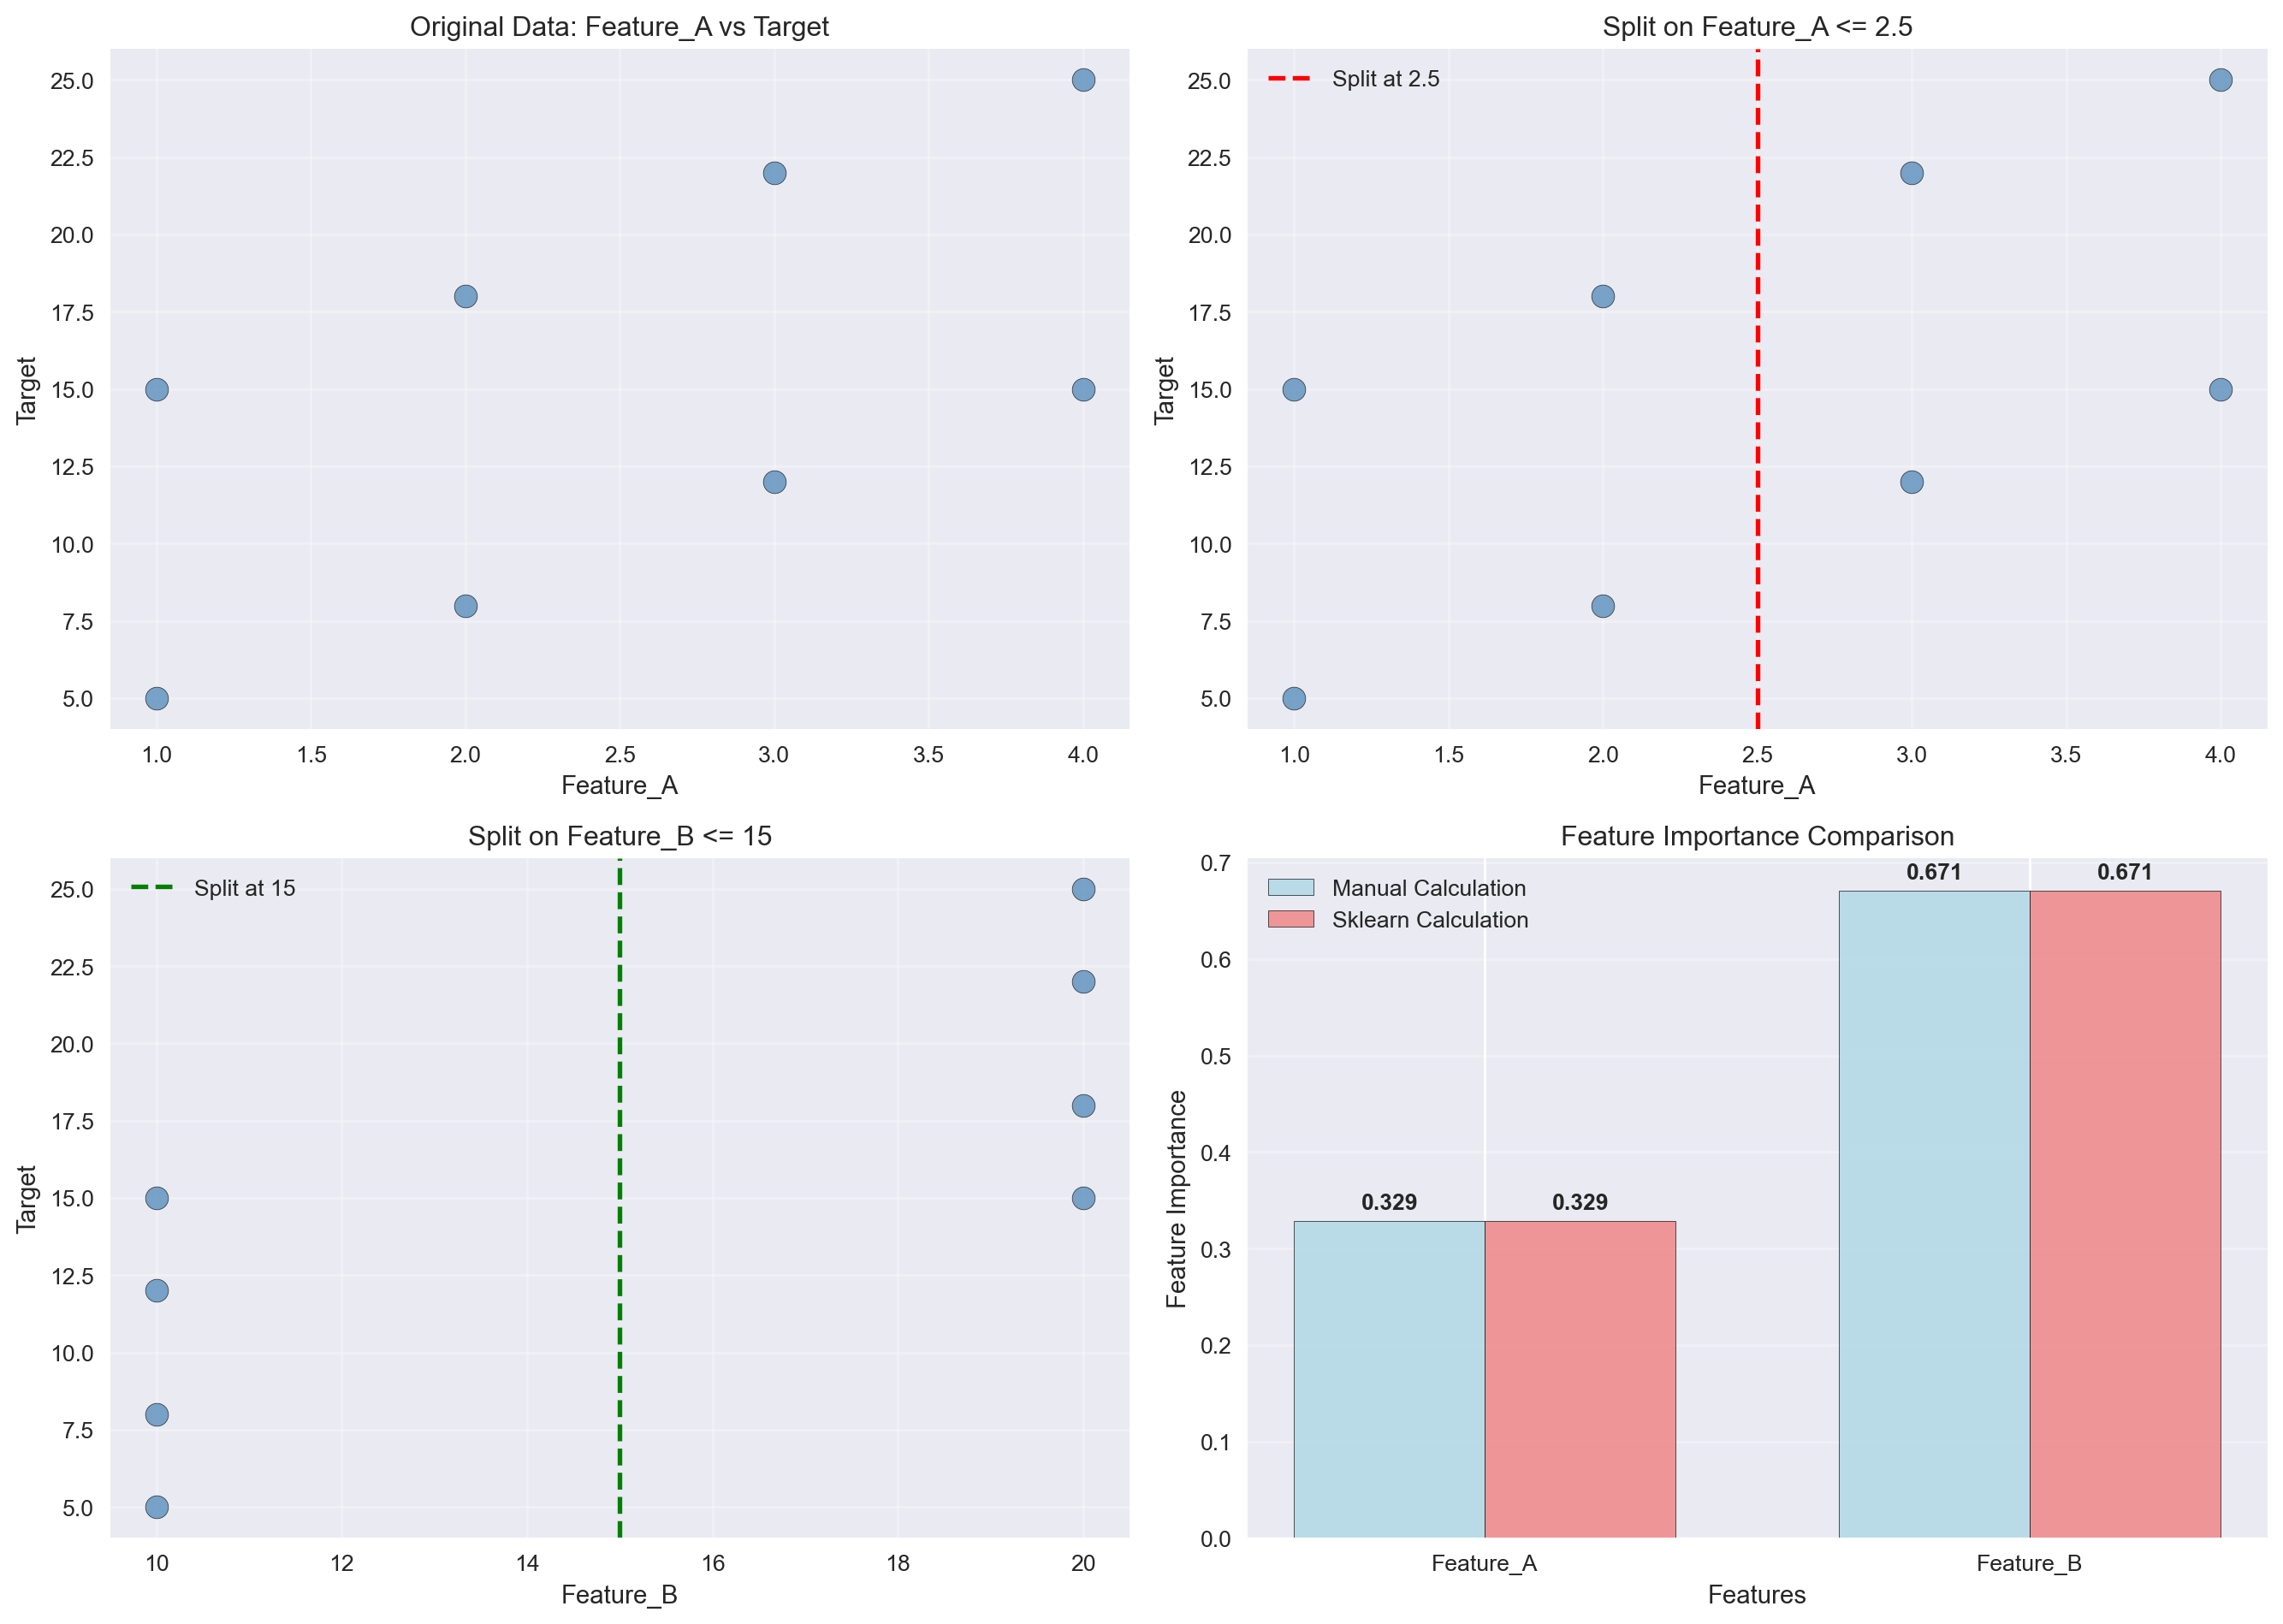 Original Data: Feature_A vs Target
25.0
22.5
20.0
17.5
15.0
12.5
10.0
7.5
5.0
Target
1.0 1.5 2.0 2.5 3.0 3.5 4.0
Feature_A
Split on Feature_A <= 2.5
Split at 2.5
25.0
22.5
20.0
17.5
15.0
12.5
10.0
7.5
5.0
Target
1.0 1.5 2.0 2.5 3.0 3.5 4.0
Feature_A
Split on Feature_B <= 15
Split at 15
25.0
22.5
20.0
17.5
15.0
12.5
10.0
7.5
5.0
Target
10 12 14 16 18 20
Feature_B
Feature Importance Comparison
Manual Calculation
Sklearn Calculation
0.671 0.671
0.329 0.329
0.7
0.6
0.5
0.4
0.3
0.2
0.1
0.0
Feature Importance
Feature_A Feature_B
Features